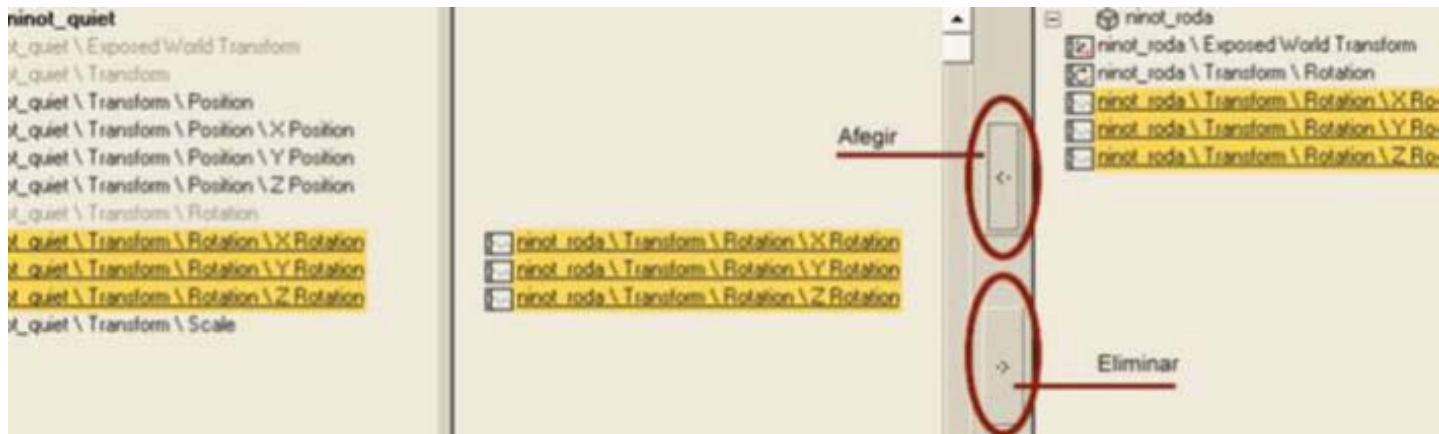 ninot_quiet
t_quiet \ Exposed World Transform
t_quiet \ Transform
t_quiet \ Transform \ Position
t_quiet \ Transform \ Position \ X Position
t_quiet \ Transform \ Position \ Y Position
t_quiet \ Transform \ Position \ Z Position
t_quiet \ Transform \ Rotation
t_quiet \ Transform \ Rotation \ X Rotation
t_quiet \ Transform \ Rotation \ Y Rotation
t_quiet \ Transform \ Rotation \ Z Rotation
t_quiet \ Transform \ Scale
ninot_roda \ Transform \ Rotation \ X Rotation
ninot_roda \ Transform \ Rotation \ Y Rotation
ninot_roda \ Transform \ Rotation \ Z Rotation
Afegir
<-
->
Eliminar
ninot_roda
ninot_roda \ Exposed World Transform
ninot_roda \ Transform \ Rotation
ninot_roda \ Transform \ Rotation \ X Ro
ninot_roda \ Transform \ Rotation \ Y Ro
ninot_roda \ Transform \ Rotation \ Z Ro